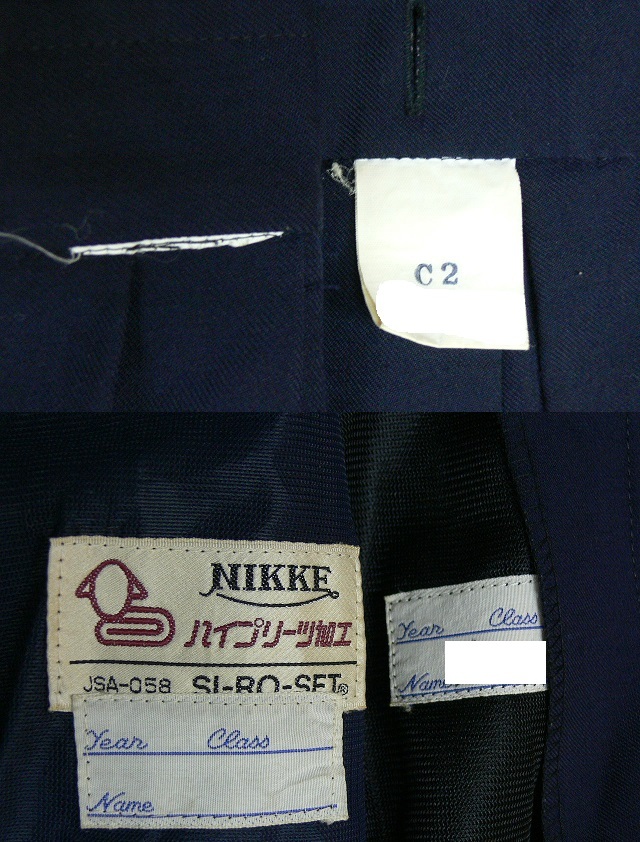 C2
NIKKE
ハイプリーツ加工
JSA-058 SI-RO-SET®
Year Class
Name
Year Class
Name